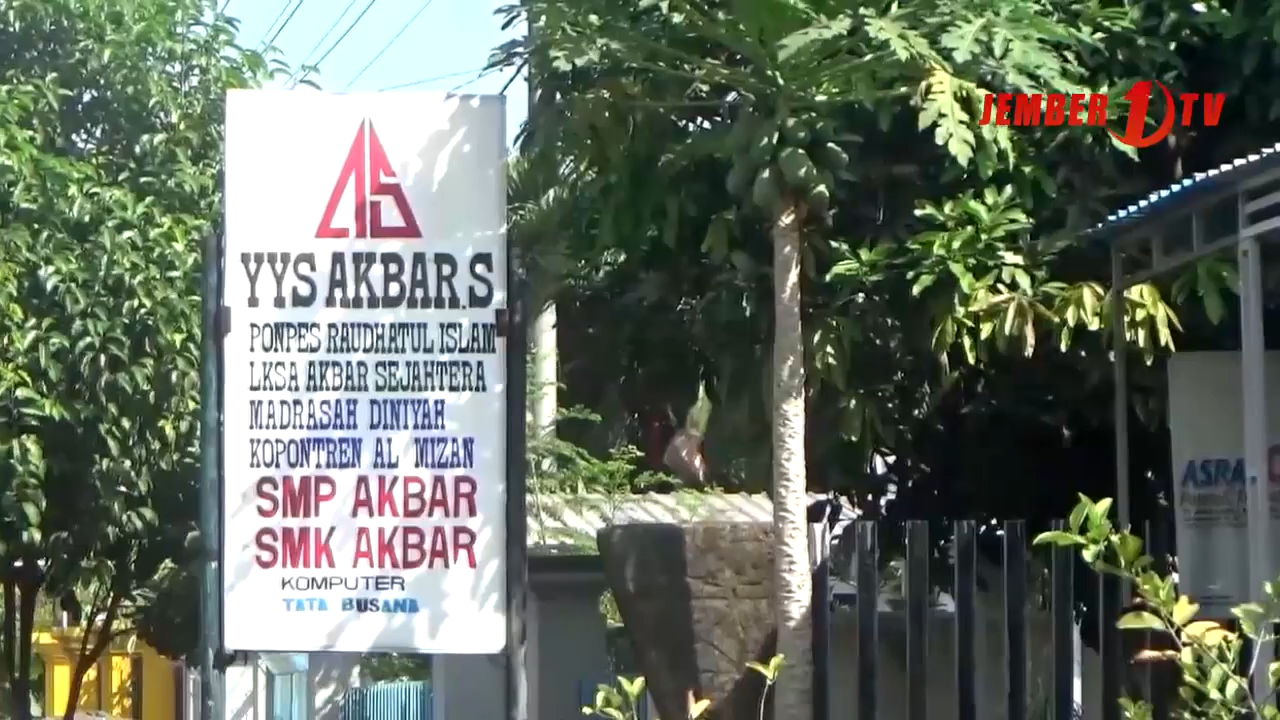 JEMBER 1 TV
AS
YYS AKBAR.S
PONPES RAUDHATUL ISLAM
LKSA AKBAR SEJAHTERA
MADRASAH DINIYAH
KOPONTREN AL MIZAN
SMP AKBAR
SMK AKBAR
KOMPUTER
TATA BUSANA
ASRA